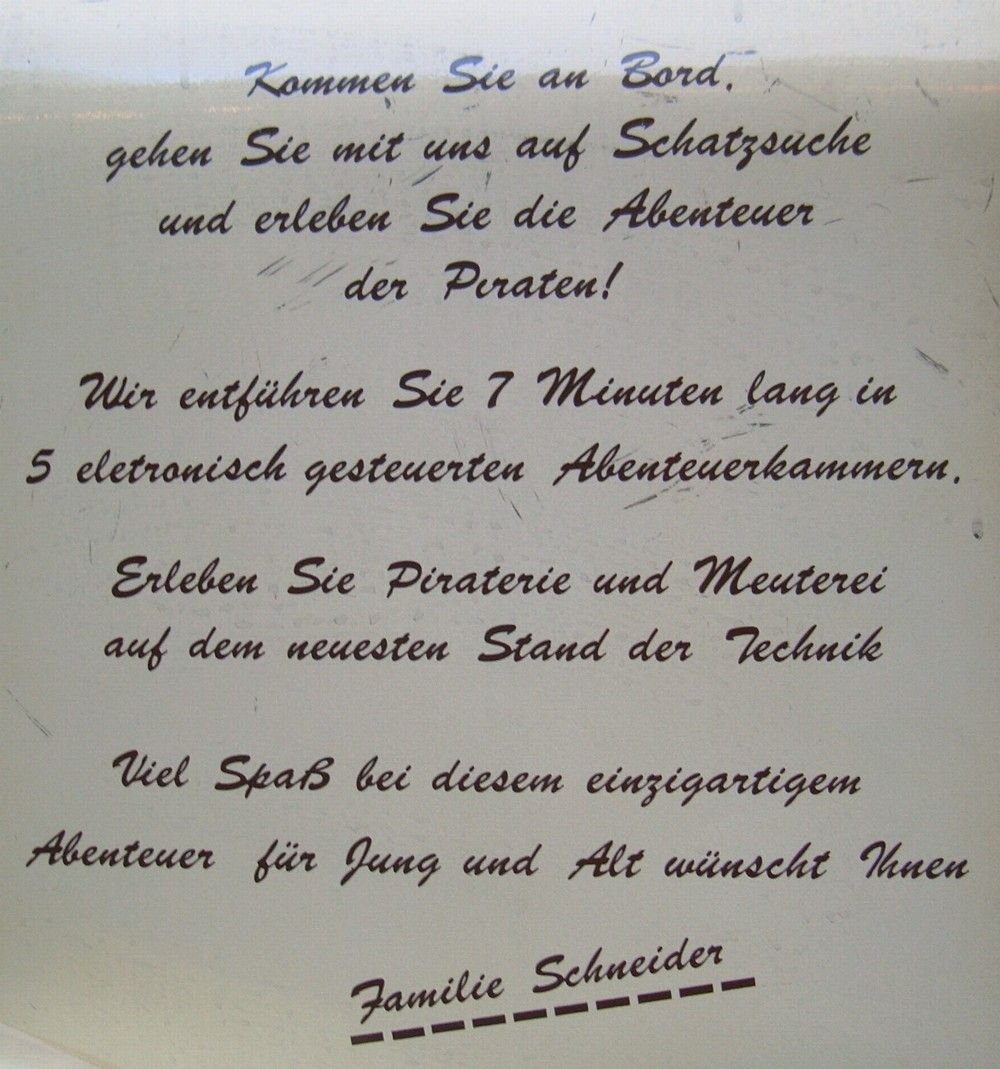 Kommen Sie an Bord,
gehen Sie mit uns auf Schatzsuche
und erleben Sie die Abenteuer
der Piraten!
Wir entführen Sie 7 Minuten lang in
5 eletronisch gesteuerten Abenteuerkammern.
Erleben Sie Piraterie und Meuterei
auf dem neuesten Stand der Technik
Viel Spaß bei diesem einzigartigem
Abenteuer für Jung und Alt wünscht Ihnen
Familie Schneider